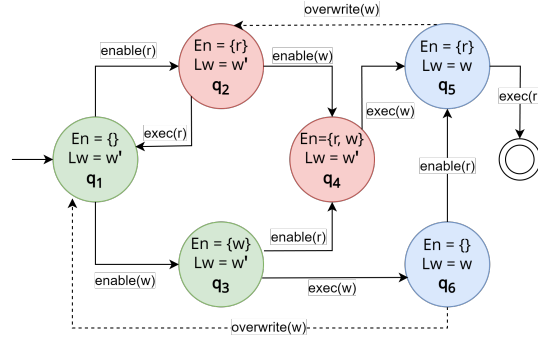 overwrite(w)
enable(r)
En = {r}
Lw = w'
q2
enable(w)
En = {r}
Lw = w
q5
exec(r
exec(w)
exec(r)
En = {}
Lw = w'
q1
En={r, w}
Lw = w'
q4
enable(r)
enable(r)
En = {w}
Lw = w'
q3
En = {}
Lw = w
q6
enable(w)
exec(w)
overwrite(w)